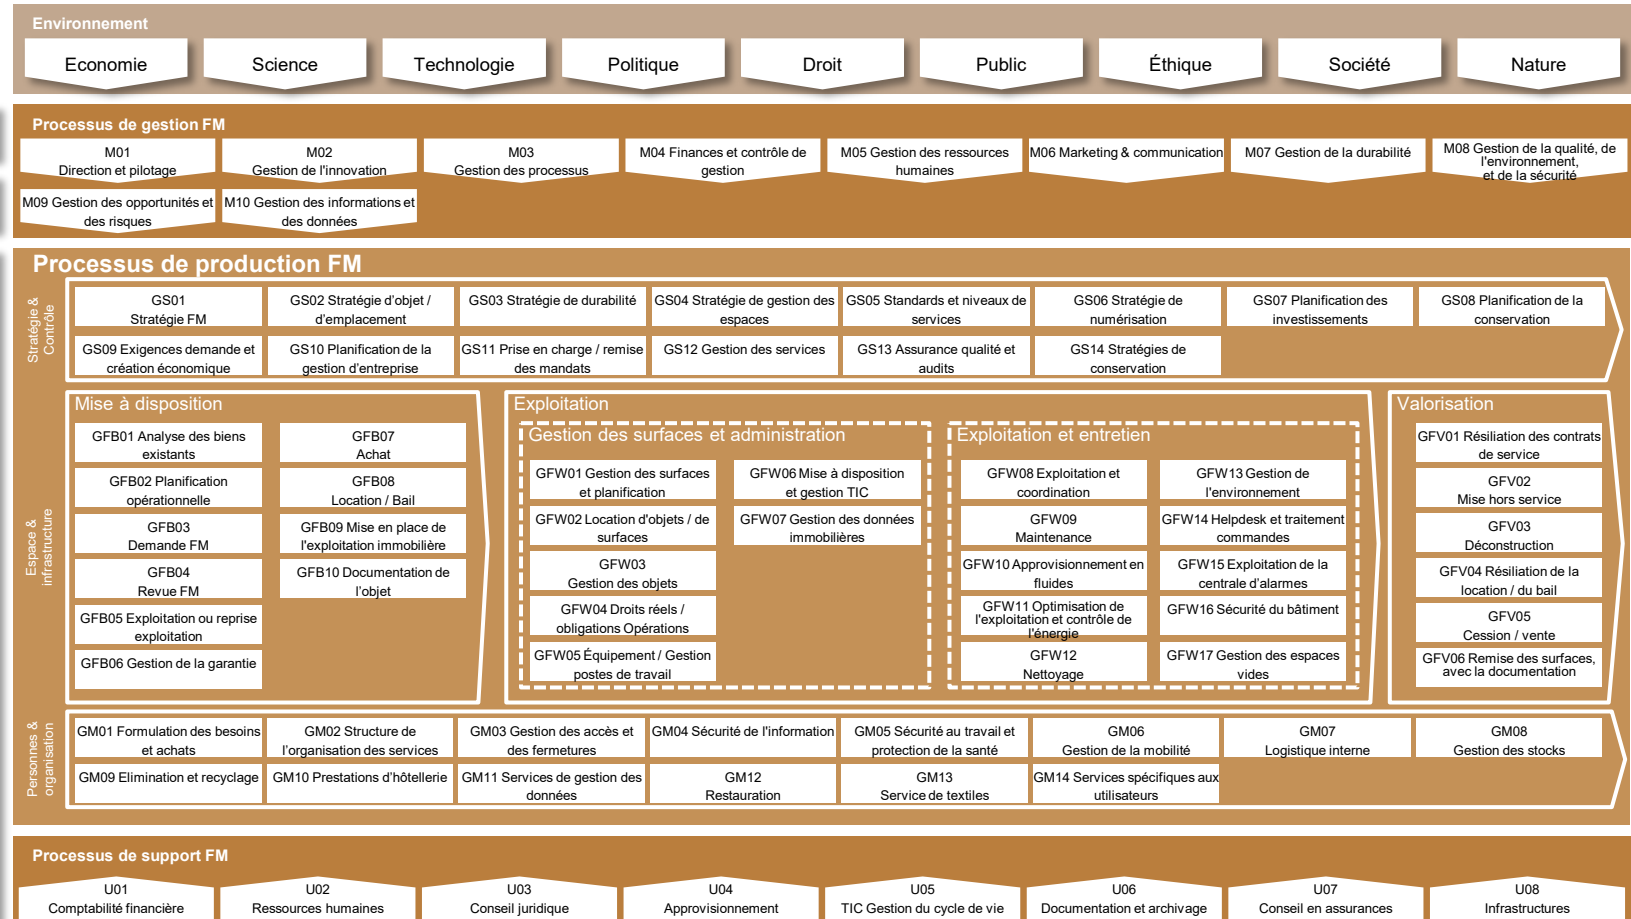 Environnement
Economie
Science
Technologie
Politique
Droit
Public
Éthique
Société
Nature
Processus de gestion FM
M01
Direction et pilotage
M02
Gestion de l'innovation
M03
Gestion des processus
M04 Finances et contrôle de
gestion
M05 Gestion des ressources
humaines
M06 Marketing & communication
M07 Gestion de la durabilité
M08 Gestion de la qualité, de
l'environnement,
et de la sécurité
M09 Gestion des opportunités et
des risques
M10 Gestion des informations et
des données
Processus de production FM
Stratégie &
Contrôle
GS01
Stratégie FM
GS02 Stratégie d'objet /
d'emplacement
GS03 Stratégie de durabilité
GS04 Stratégie de gestion des
espaces
GS05 Standards et niveaux de
services
GS06 Stratégie de
numérisation
GS07 Planification des
investissements
GS08 Planification de la
conservation
GS09 Exigences demande et
création économique
GS10 Planification de la
gestion d'entreprise
GS11 Prise en charge / remise
des mandats
GS12 Gestion des services
GS13 Assurance qualité et
audits
GS14 Stratégies de
conservation
Espace &
infrastructure
Mise à disposition
GFB01 Analyse des biens
existants
GFB02 Planification
opérationnelle
GFB03
Demande FM
GFB04
Revue FM
GFB05 Exploitation ou reprise
exploitation
GFB06 Gestion de la garantie
GFB07
Achat
GFB08
Location / Bail
GFB09 Mise en place de
l'exploitation immobilière
GFB10 Documentation de
l'objet
Exploitation
Gestion des surfaces et administration
GFW01 Gestion des surfaces
et planification
GFW02 Location d'objets / de
surfaces
GFW03
Gestion des objets
GFW04 Droits réels /
obligations Opérations
GFW05 Équipement / Gestion
postes de travail
GFW06 Mise à disposition
et gestion TIC
GFW07 Gestion des données
immobilières
Exploitation et entretien
GFW08 Exploitation et
coordination
GFW09
Maintenance
GFW10 Approvisionnement en
fluides
GFW11 Optimisation de
l'exploitation et contrôle de
l'énergie
GFW12
Nettoyage
GFW13 Gestion de
l'environnement
GFW14 Helpdesk et traitement
commandes
GFW15 Exploitation de la
centrale d'alarmes
GFW16 Sécurité du bâtiment
GFW17 Gestion des espaces
vides
Valorisation
GFV01 Résiliation des contrats
de service
GFV02
Mise hors service
GFV03
Déconstruction
GFV04 Résiliation de la
location / du bail
GFV05
Cession / vente
GFV06 Remise des surfaces,
avec la documentation
Personnes &
organisation
GM01 Formulation des besoins
et achats
GM02 Structure de
l'organisation des services
GM03 Gestion des accès et
des fermetures
GM04 Sécurité de l'information
GM05 Sécurité au travail et
protection de la santé
GM06
Gestion de la mobilité
GM07
Logistique interne
GM08
Gestion des stocks
GM09 Elimination et recyclage
GM10 Prestations d'hôtellerie
GM11 Services de gestion des
données
GM12
Restauration
GM13
Service de textiles
GM14 Services spécifiques aux
utilisateurs
Processus de support FM
U01
Comptabilité financière
U02
Ressources humaines
U03
Conseil juridique
U04
Approvisionnement
U05
TIC Gestion du cycle de vie
U06
Documentation et archivage
U07
Conseil en assurances
U08
Infrastructures